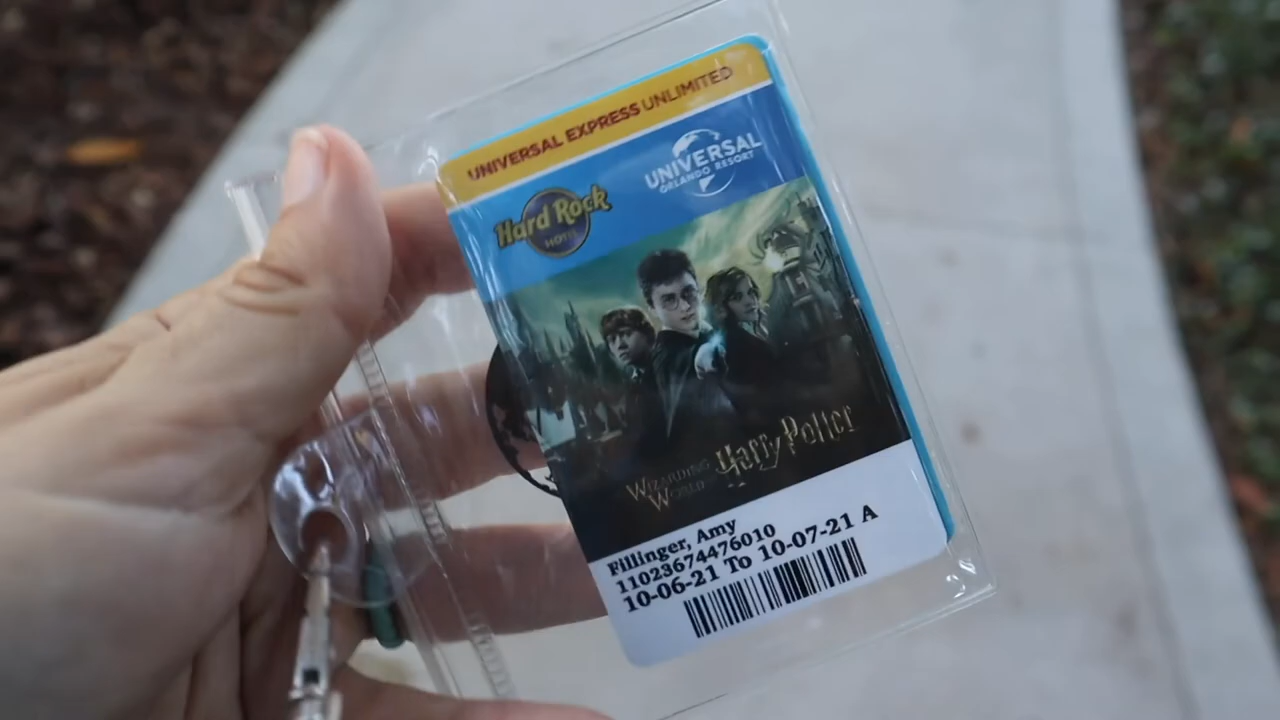 UNIVERSAL EXPRESS UNLIMITED
UNIVERSAL
ORLANDO RESORT
Hard Rock
HOTEL
WIZARDING
WORLD
Harry Potter
Fillinger, Amy
11023674476010
10-06-21 To 10-07-21 A